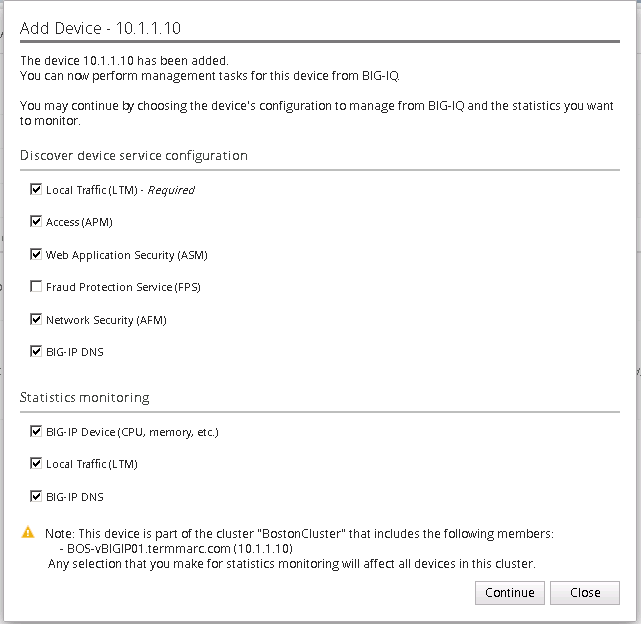 Add Device - 10.1.1.10
The device 10.1.1.10 has been added.
You can now perform management tasks for this device from BIG-IQ.
You may continue by choosing the device's configuration to manage from BIG-IQ and the statistics you want
to monitor.
Discover device service configuration
Local Traffic (LTM) - Required
Access (APM)
Web Application Security (ASM)
Fraud Protection Service (FPS)
Network Security (AFM)
BIG-IP DNS
Statistics monitoring
BIG-IP Device (CPU, memory, etc.)
Local Traffic (LTM)
BIG-IP DNS
Note: This device is part of the cluster "BostonCluster" that includes the following members:
- BOS-vBIGIP01.termmarc.com (10.1.1.10)
Any selection that you make for statistics monitoring will affect all devices in this cluster.
Continue Close